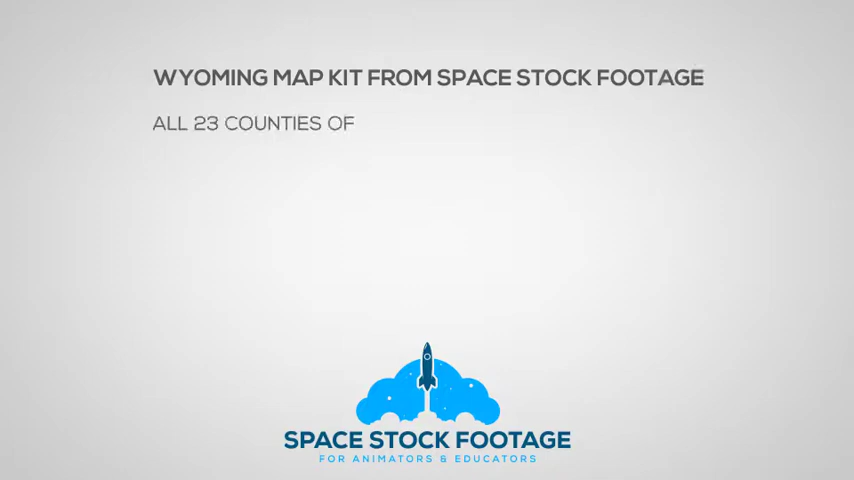 WYOMING MAP KIT FROM SPACE STOCK FOOTAGE
ALL 23 COUNTIES OF
SPACE STOCK FOOTAGE
FOR ANIMATORS & EDUCATORS